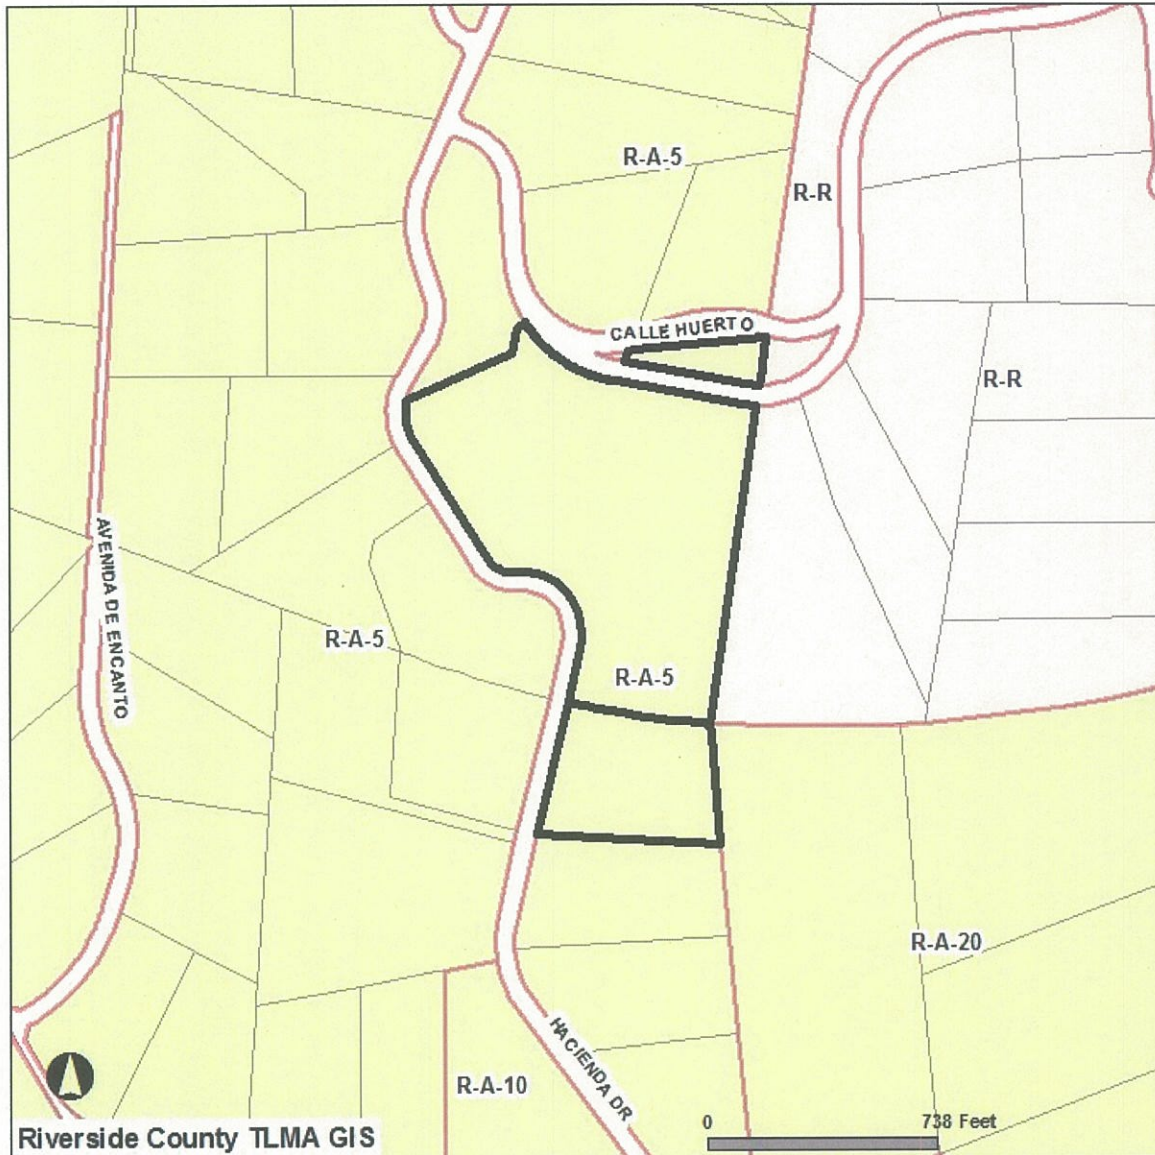 R-A-5
R-R
CALLE HUERTO
R-R
AVENIDA DE ENCANTO
R-A-5
R-A-5
R-A-20
HACIENDA DR
R-A-10
0 738 Feet
Riverside County TLMA GIS